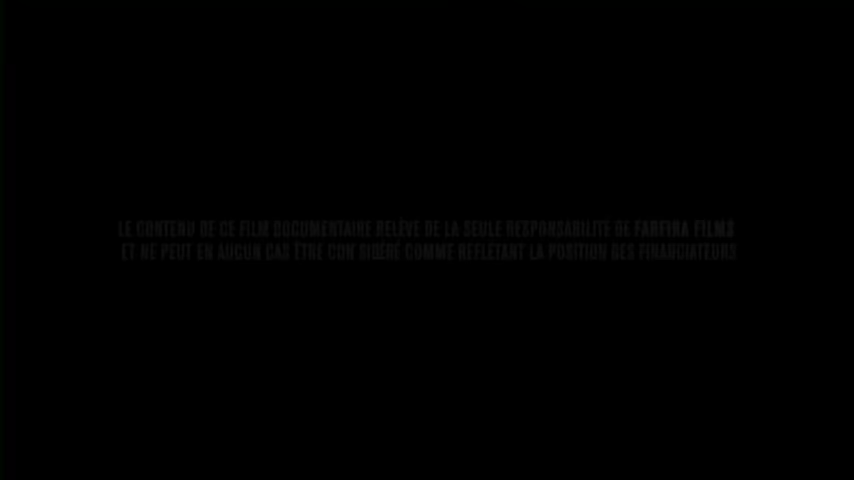 LE CONTENU DE CE FILM DOCUMENTAIRE RELÈVE DE LA SEULE RESPONSABILITÉ DE FILMS
ET NE PEUT EN AUCUN CAS ÊTRE CONSIDÉRÉ COMME REFLÉTANT LA POSITION DES FINANCIATEURS